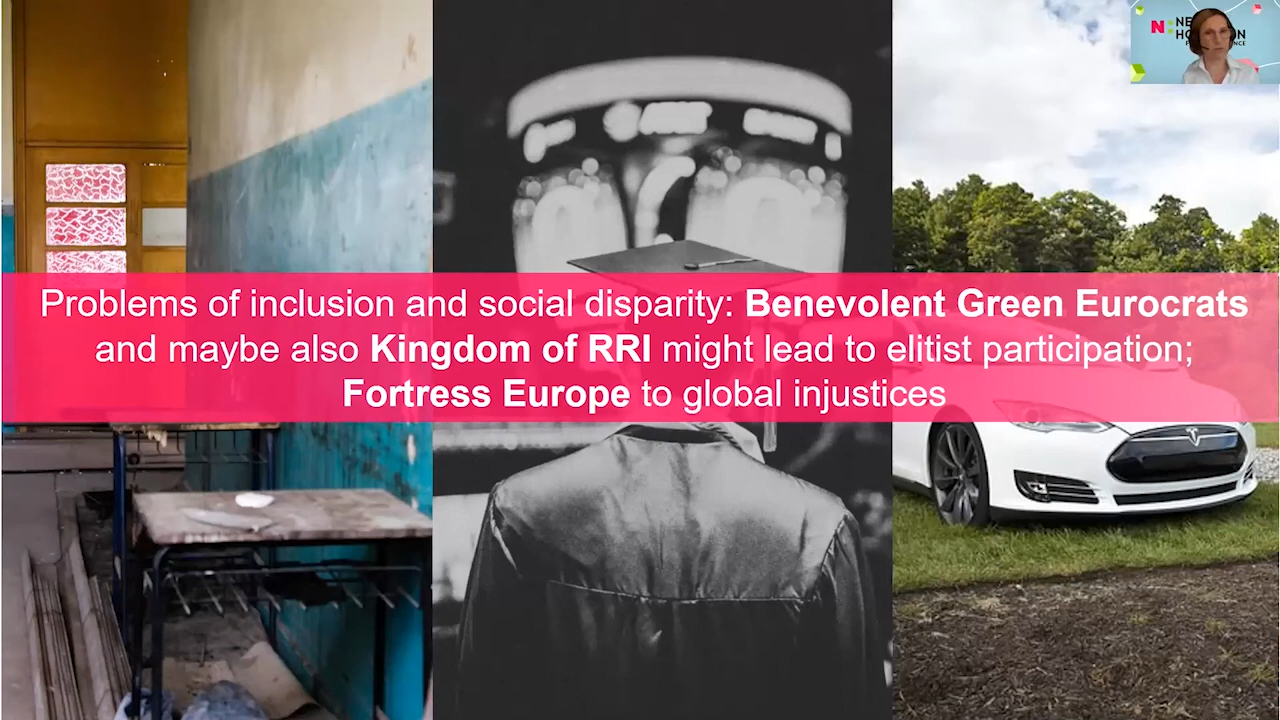 Problems of inclusion and social disparity: Benevolent Green Eurocrats
and maybe also Kingdom of RRI might lead to elitist participation;
Fortress Europe to global injustices